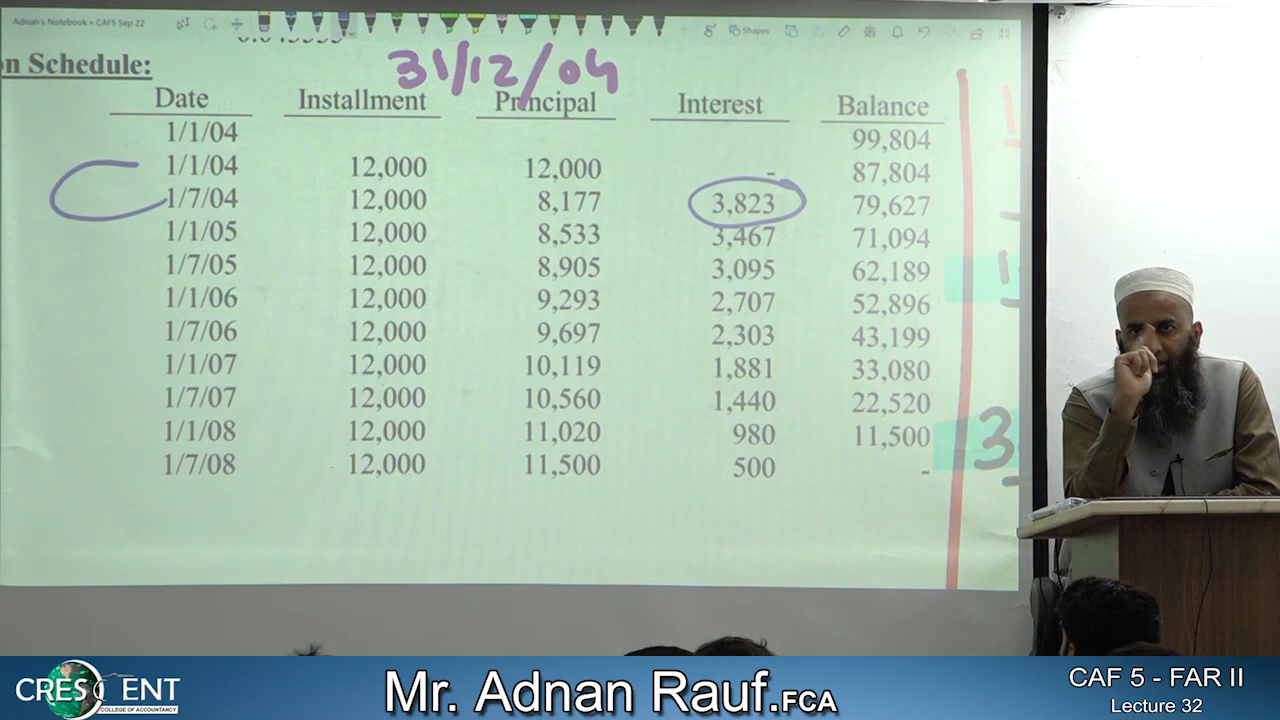 Adnan's Notebook » CAF5 Sep 22
Shapes
on Schedule:
31/12/04
Date Installment Principal Interest Balance
1/1/04 99,804
1/1/04 12,000 12,000 - 87,804
1/7/04 12,000 8,177 3,823 79,627
1/1/05 12,000 8,533 3,467 71,094
1/7/05 12,000 8,905 3,095 62,189
1/1/06 12,000 9,293 2,707 52,896
1/7/06 12,000 9,697 2,303 43,199
1/1/07 12,000 10,119 1,881 33,080
1/7/07 12,000 10,560 1,440 22,520
1/1/08 12,000 11,020 980 11,500
1/7/08 12,000 11,500 500 -
3
CRESCENT
COLLEGE OF ACCOUNTANCY
Mr. Adnan Rauf.FCA
CAF 5 - FAR II
Lecture 32